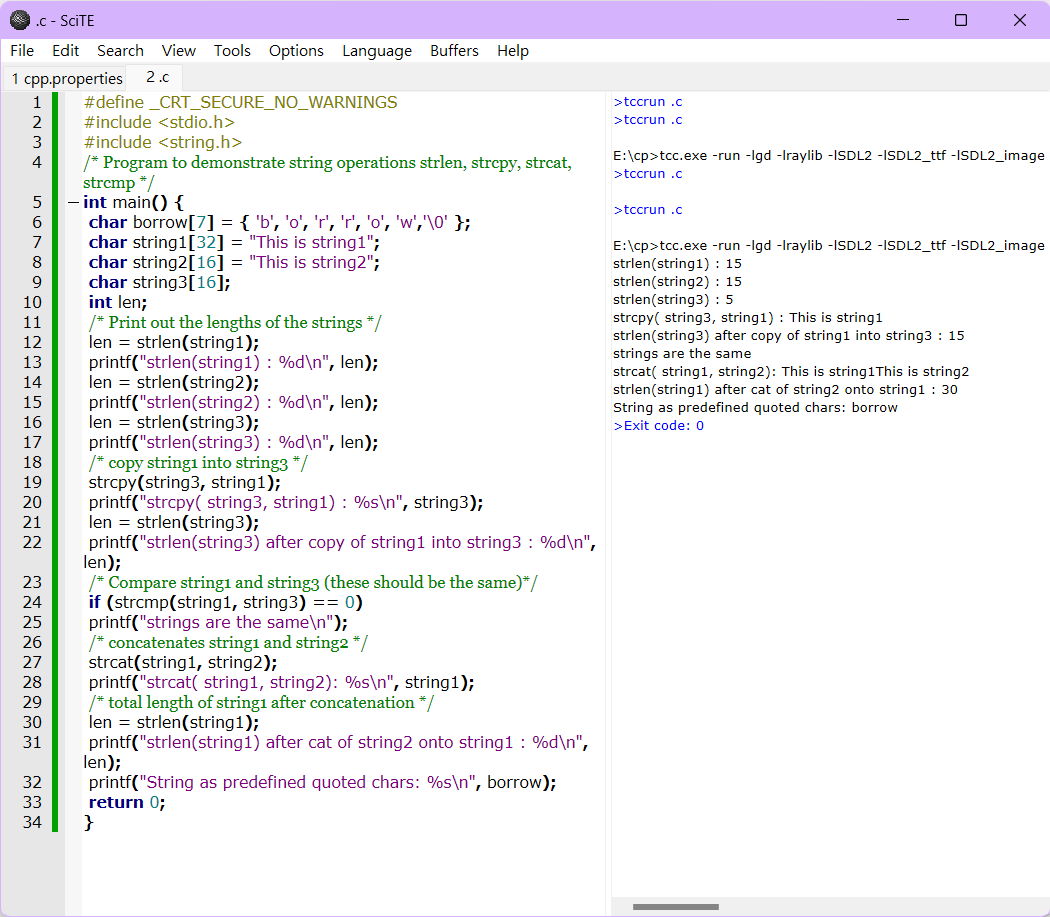 .c - SciTE
File Edit Search View Tools Options Language Buffers Help
1 cpp.properties 2 .c
1 #define _CRT_SECURE_NO_WARNINGS
2 #include <stdio.h>
3 #include <string.h>
4 /* Program to demonstrate string operations strlen, strcpy, strcat,
strcmp */
5 int main() {
6 char borrow[7] = { 'b', 'o', 'r', 'r', 'o', 'w','\0' };
7 char string1[32] = "This is string1";
8 char string2[16] = "This is string2";
9 char string3[16];
10 int len;
11 /* Print out the lengths of the strings */
12 len = strlen(string1);
13 printf("strlen(string1) : %d\n", len);
14 len = strlen(string2);
15 printf("strlen(string2) : %d\n", len);
16 len = strlen(string3);
17 printf("strlen(string3) : %d\n", len);
18 /* copy string1 into string3 */
19 strcpy(string3, string1);
20 printf("strcpy( string3, string1) : %s\n", string3);
21 len = strlen(string3);
22 printf("strlen(string3) after copy of string1 into string3 : %d\n",
len);
23 /* Compare string1 and string3 (these should be the same)*/
24 if (strcmp(string1, string3) == 0)
25 printf("strings are the same\n");
26 /* concatenates string1 and string2 */
27 strcat(string1, string2);
28 printf("strcat( string1, string2): %s\n", string1);
29 /* total length of string1 after concatenation */
30 len = strlen(string1);
31 printf("strlen(string1) after cat of string2 onto string1 : %d\n",
len);
32 printf("String as predefined quoted chars: %s\n", borrow);
33 return 0;
34 }
>tccrun .c
>tccrun .c
E:\cp>tcc.exe -run -lgd -lraylib -lSDL2 -lSDL2_ttf -lSDL2_image
>tccrun .c
>tccrun .c
E:\cp>tcc.exe -run -lgd -lraylib -lSDL2 -lSDL2_ttf -lSDL2_image
strlen(string1) : 15
strlen(string2) : 15
strlen(string3) : 5
strcpy( string3, string1) : This is string1
strlen(string3) after copy of string1 into string3 : 15
strings are the same
strcat( string1, string2): This is string1This is string2
strlen(string1) after cat of string2 onto string1 : 30
String as predefined quoted chars: borrow
>Exit code: 0